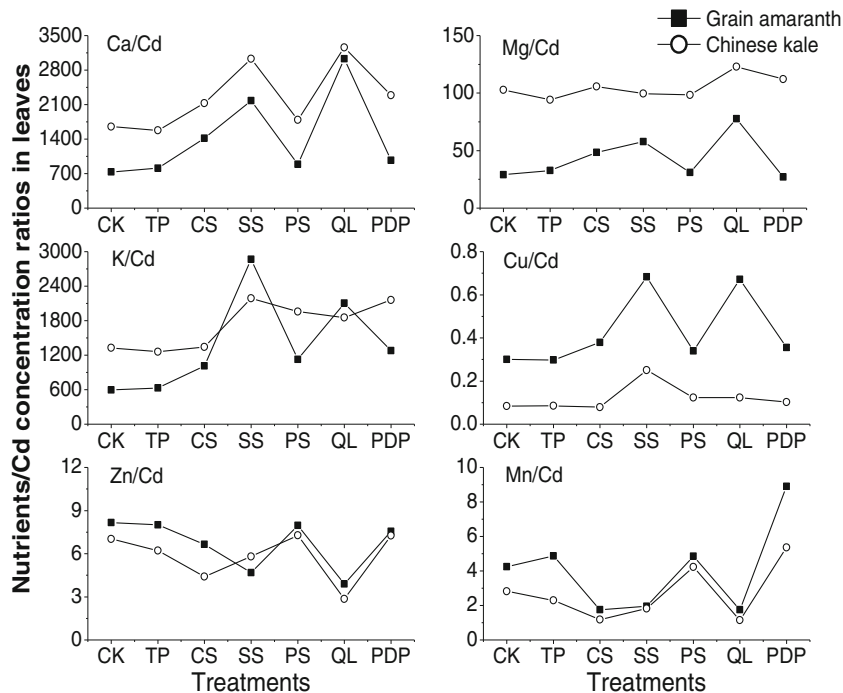 Grain amaranth
Chinese kale
Nutrients/Cd concentration ratios in leaves
Ca/Cd
3500
2800
2100
1400
700
0
CK TP CS SS PS QL PDP
Mg/Cd
150
100
50
0
CK TP CS SS PS QL PDP
K/Cd
3000
2400
1800
1200
600
0
CK TP CS SS PS QL PDP
Cu/Cd
0.8
0.6
0.4
0.2
0.0
CK TP CS SS PS QL PDP
Zn/Cd
12
9
6
3
0
CK TP CS SS PS QL PDP
Treatments
Mn/Cd
10
8
6
4
2
0
CK TP CS SS PS QL PDP
Treatments